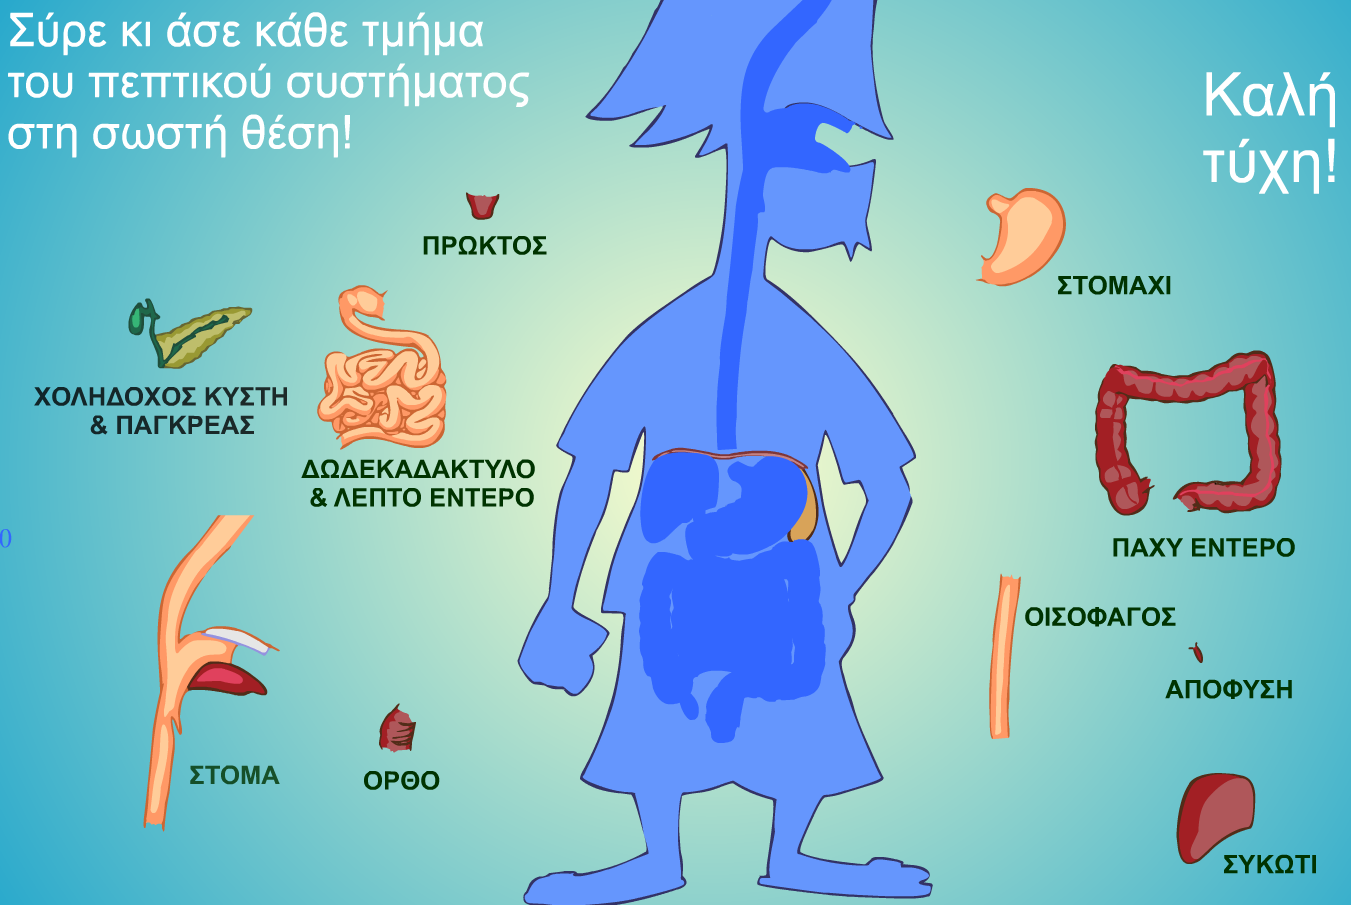 Σύρε κι άσε κάθε τμήμα
του πεπτικού συστήματος
στη σωστή θέση!
Καλή
τύχη!
ΠΡΩΚΤΟΣ
ΣΤΟΜΑΧΙ
ΧΟΛΗΔΟΧΟΣ ΚΥΣΤΗ
& ΠΑΓΚΡΕΑΣ
ΔΩΔΕΚΑΔΑΚΤΥΛΟ
& ΛΕΠΤΟ ΕΝΤΕΡΟ
0
ΠΑΧΥ ΕΝΤΕΡΟ
ΟΙΣΟΦΑΓΟΣ
ΑΠΟΦΥΣΗ
ΣΤΟΜΑ
ΟΡΘΟ
ΣΥΚΩΤΙ